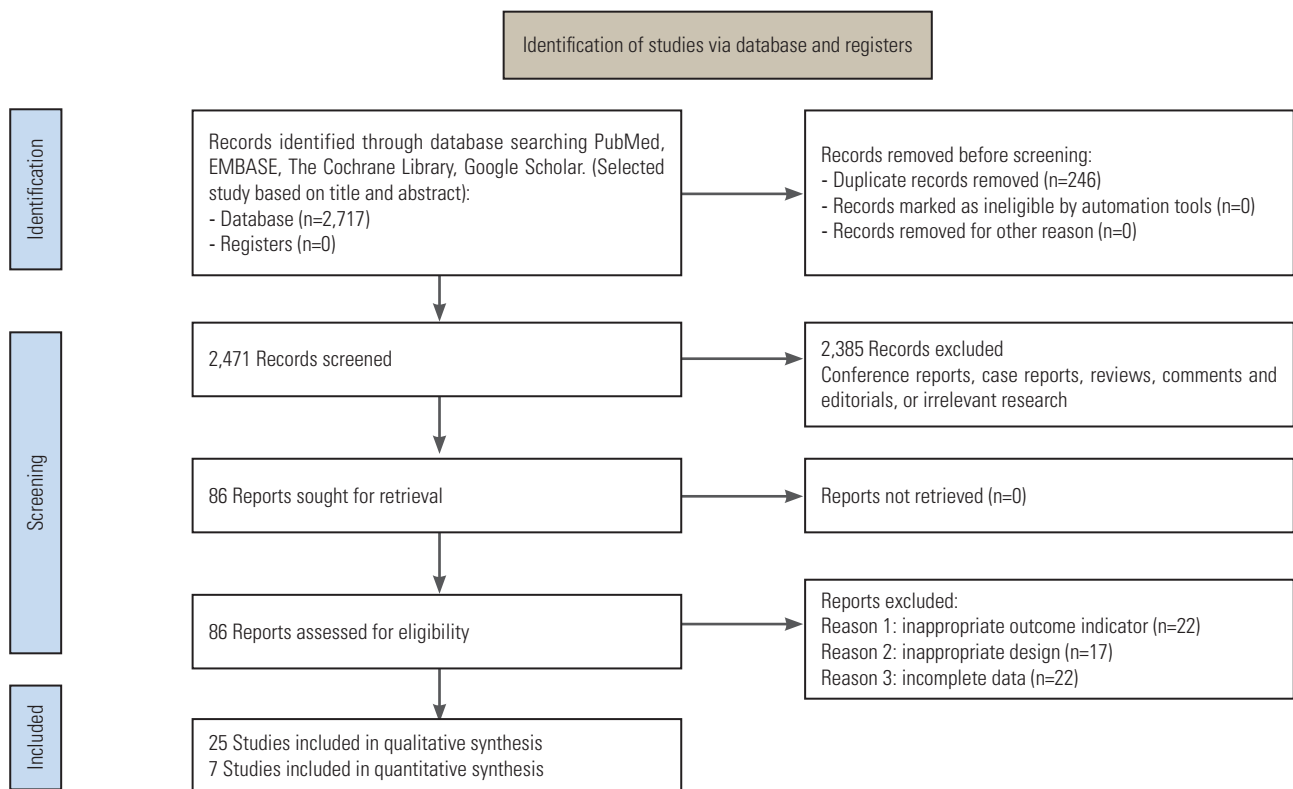 Identification of studies via database and registers
Identification
Records identified through database searching PubMed,
EMBASE, The Cochrane Library, Google Scholar. (Selected
study based on title and abstract):
- Database (n=2,717)
- Registers (n=0)
Records removed before screening:
- Duplicate records removed (n=246)
- Records marked as ineligible by automation tools (n=0)
- Records removed for other reason (n=0)
Screening
2,471 Records screened
2,385 Records excluded
Conference reports, case reports, reviews, comments and
editorials, or irrelevant research
86 Reports sought for retrieval
Reports not retrieved (n=0)
86 Reports assessed for eligibility
Reports excluded:
Reason 1: inappropriate outcome indicator (n=22)
Reason 2: inappropriate design (n=17)
Reason 3: incomplete data (n=22)
Included
25 Studies included in qualitative synthesis
7 Studies included in quantitative synthesis